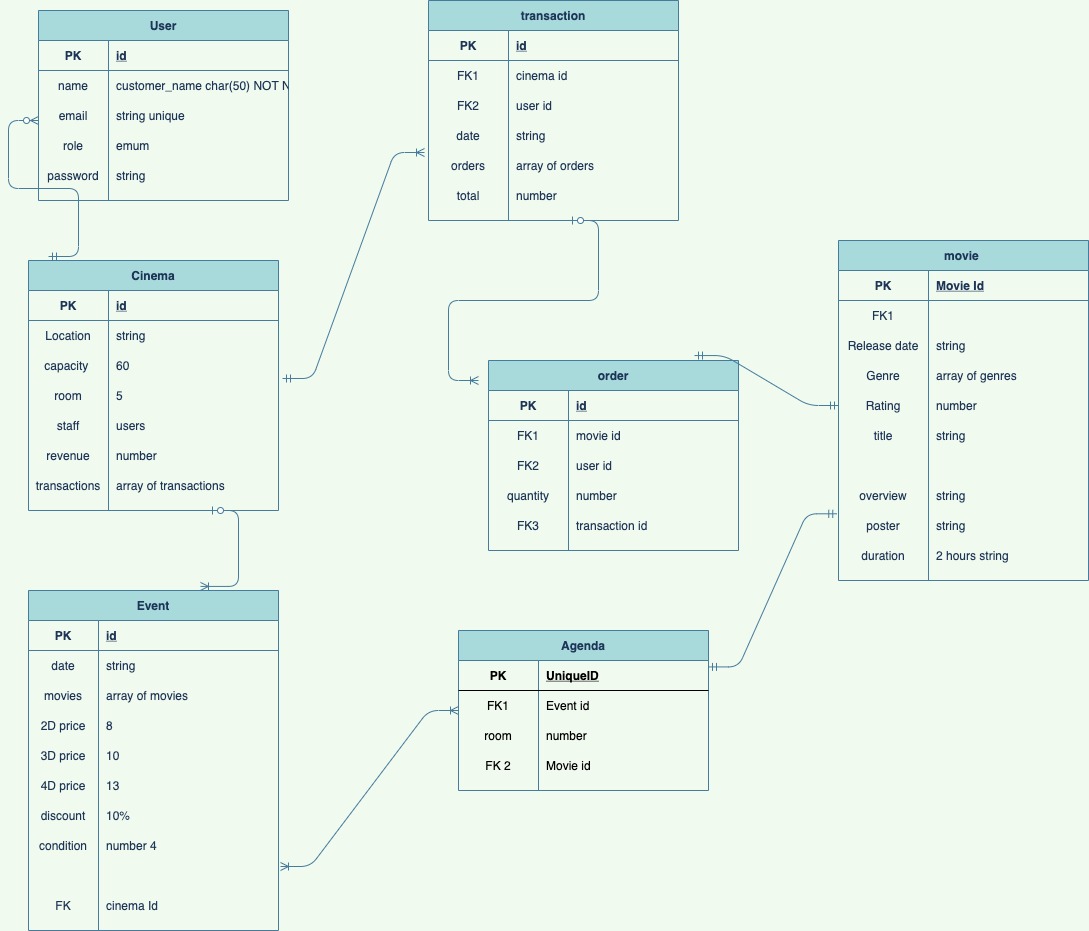 User
PK id
name customer_name char(50) NOT N
email string unique
role emum
password string
transaction
PK id
FK1 cinema id
FK2 user id
date string
orders array of orders
total number
Cinema
PK id
Location string
capacity 60
room 5
staff users
revenue number
transactions array of transactions
order
PK id
FK1 movie id
FK2 user id
quantity number
FK3 transaction id
movie
PK Movie Id
FK1
Release date string
Genre array of genres
Rating number
title string
overview string
poster string
duration 2 hours string
Event
PK id
date string
movies array of movies
2D price 8
3D price 10
4D price 13
discount 10%
condition number 4
FK cinema Id
Agenda
PK UniqueID
FK1 Event id
room number
FK 2 Movie id